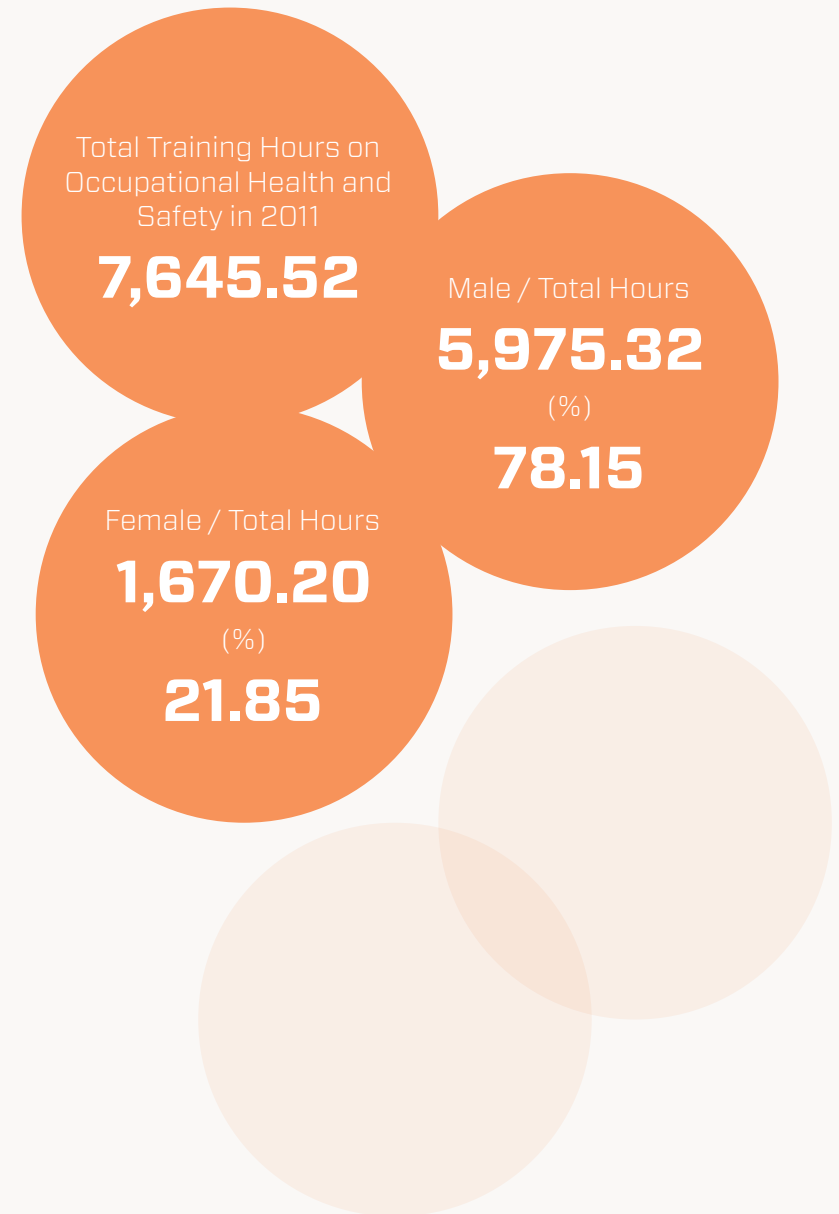 Total Training Hours on
Occupational Health and
Safety in 2011
7,645.52
Male / Total Hours
5,975.32
(%)
78.15
Female / Total Hours
1,670.20
(%)
21.85